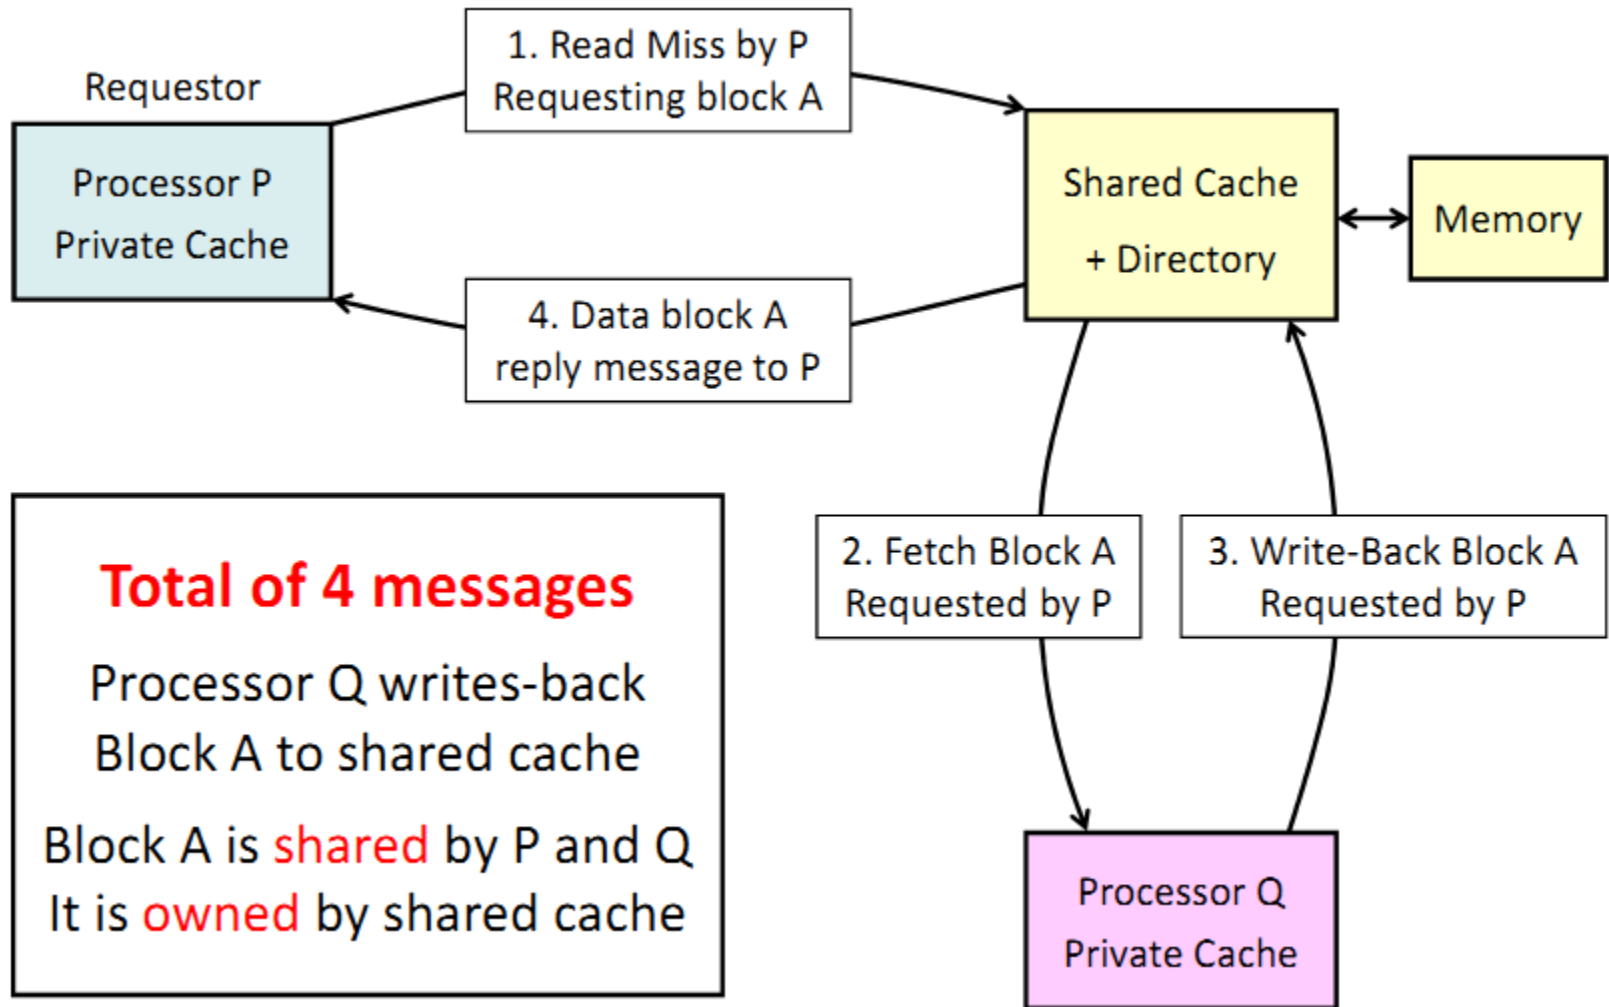 1. Read Miss by P
Requesting block A
Requestor
Processor P
Private Cache
Shared Cache
+ Directory
Memory
4. Data block A
reply message to P
2. Fetch Block A
Requested by P
3. Write-Back Block A
Requested by P
Total of 4 messages
Processor Q writes-back
Block A to shared cache
Block A is shared by P and Q
It is owned by shared cache
Processor Q
Private Cache